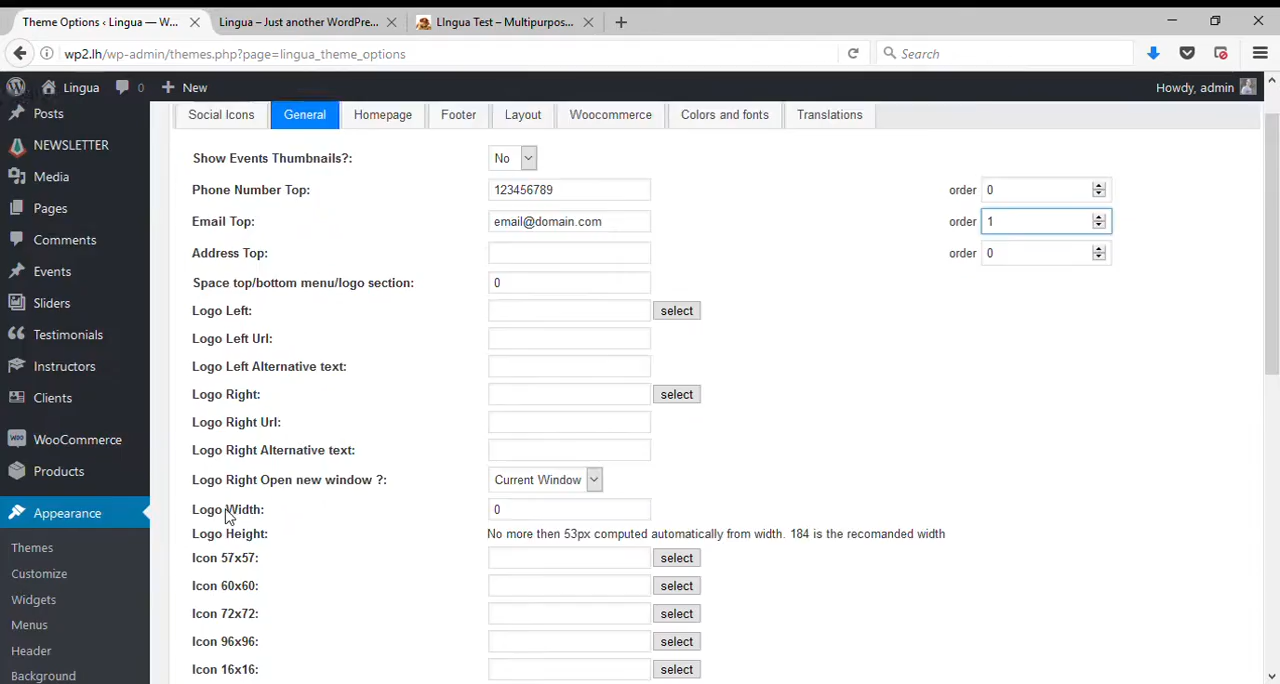 Theme Options ‹ Lingua — W...
Lingua – Just another WordPre...
LIngua Test – Multipurpos...
wp2.lh/wp-admin/themes.php?page=lingua_theme_options
Search
Lingua
0
New
Howdy, admin
Posts
NEWSLETTER
Media
Pages
Comments
Events
Sliders
Testimonials
Instructors
Clients
WooCommerce
Products
Appearance
Themes
Customize
Widgets
Menus
Header
Background
Social Icons
General
Homepage
Footer
Layout
Woocommerce
Colors and fonts
Translations
Show Events Thumbnails?: No
Phone Number Top: 123456789 order 0
Email Top: email@domain.com order 1
Address Top: order 0
Space top/bottom menu/logo section: 0
Logo Left: select
Logo Left Url:
Logo Left Alternative text:
Logo Right: select
Logo Right Url:
Logo Right Alternative text:
Logo Right Open new window ?: Current Window
Logo Width: 0
Logo Height: No more then 53px computed automatically from width. 184 is the recomanded width
Icon 57x57: select
Icon 60x60: select
Icon 72x72: select
Icon 96x96: select
Icon 16x16: select